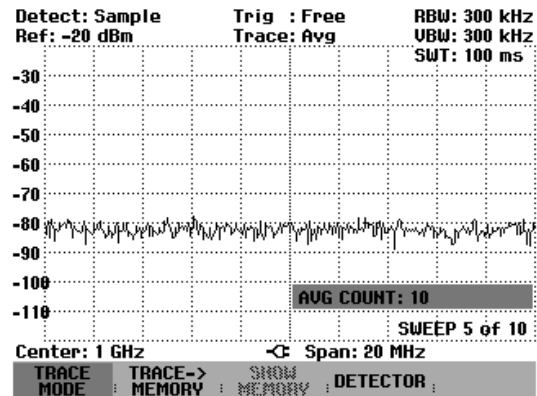 Detect: Sample Trig : Free RBW: 300 kHz
Ref: -20 dBm Trace: Avg VBW: 300 kHz
SWT: 100 ms
-30
-40
-50
-60
-70
-80
-90
-100
-110
AVG COUNT: 10
SWEEP 5 of 10
Center: 1 GHz Span: 20 MHz
TRACE MODE TRACE-> MEMORY SHOW MEMORY DETECTOR